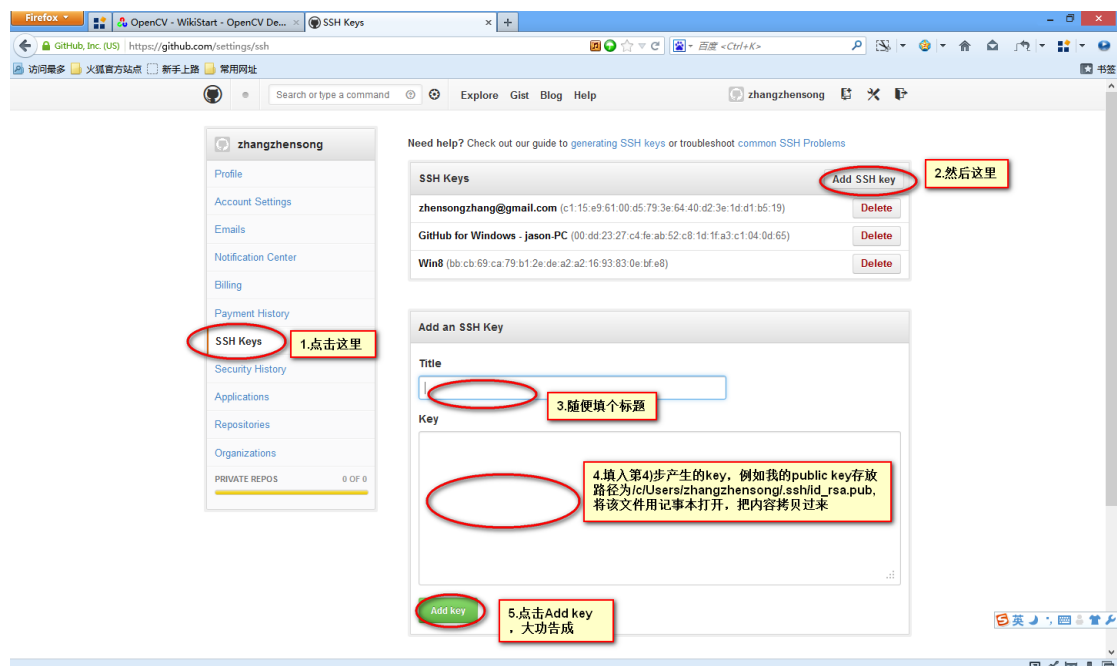 Firefox
OpenCV - WikiStart - OpenCV De...
SSH Keys
GitHub, Inc. (US)
https://github.com/settings/ssh
百度 <Ctrl+K>
访问最多
火狐官方站点
新手上路
常用网址
书签
Search or type a command
Explore Gist Blog Help
zhangzhensong
zhangzhensong
Profile
Account Settings
Emails
Notification Center
Billing
Payment History
SSH Keys
1.点击这里
Security History
Applications
Repositories
Organizations
PRIVATE REPOS 0 OF 0
Need help? Check out our guide to generating SSH keys or troubleshoot common SSH Problems
SSH Keys
Add SSH key
2.然后这里
zhensongzhang@gmail.com (c1:15:e9:61:00:d5:79:3e:64:40:d2:3e:1d:d1:b5:19)
Delete
GitHub for Windows - jason-PC (00:dd:23:27:c4:fe:ab:52:c8:1d:1f:a3:c1:04:0d:65)
Delete
Win8 (bb:cb:69:ca:79:b1:2e:de:a2:a2:16:93:83:0e:bf:e8)
Delete
Add an SSH Key
Title
3.随便填个标题
Key
4.填入第4)步产生的key，例如我的public key存放
路径为/c/Users/zhangzhensong/.ssh/id_rsa.pub,
将该文件用记事本打开，把内容拷贝过来
Add key
5.点击Add key
，大功告成
英